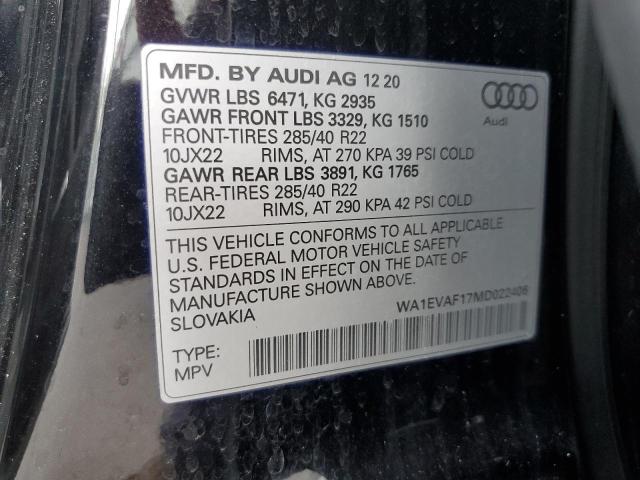 MFD. BY AUDI AG 12 20
GVWR LBS 6471, KG 2935
GAWR FRONT LBS 3329, KG 1510
FRONT-TIRES 285/40 R22
10JX22 RIMS, AT 270 KPA 39 PSI COLD
GAWR REAR LBS 3891, KG 1765
REAR-TIRES 285/40 R22
10JX22 RIMS, AT 290 KPA 42 PSI COLD
Audi
THIS VEHICLE CONFORMS TO ALL APPLICABLE
U.S. FEDERAL MOTOR VEHICLE SAFETY
STANDARDS IN EFFECT ON THE DATE OF
MANUFACTURE SHOWN ABOVE.
SLOVAKIA
WA1EVAF17MD022406
TYPE:
MPV